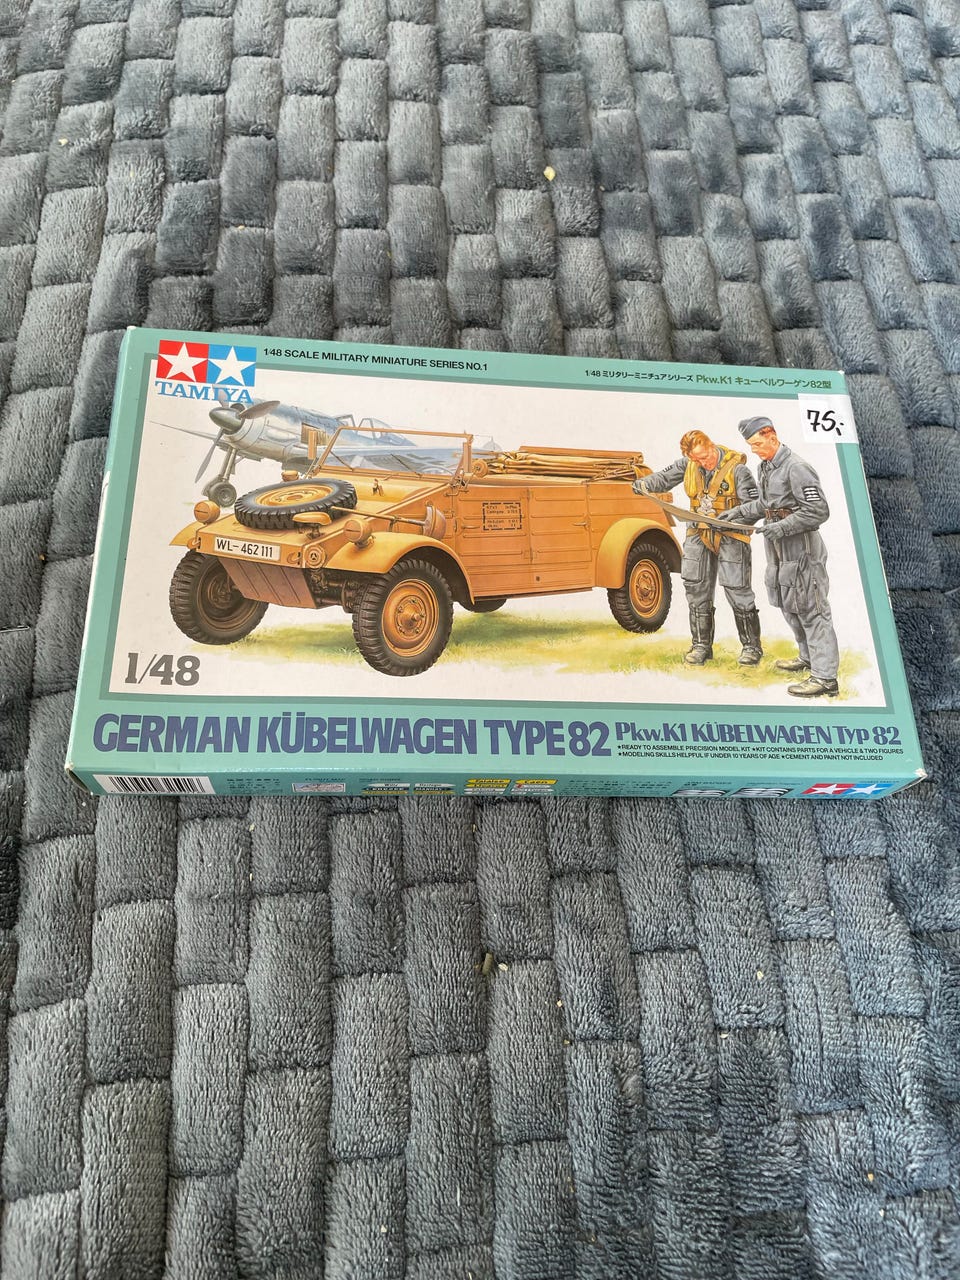 1/48 SCALE MILITARY MINIATURE SERIES NO.1
1/48 ミリタリーミニチュアシリーズ Pkw.K1 キューベルワーゲン82型
TAMIYA
75,-
WL-462111
1/48
GERMAN KÜBELWAGEN TYPE 82 Pkw.K1 KÜBELWAGEN Typ 82
★READY TO ASSEMBLE PRECISION MODEL KIT ★KIT CONTAINS PARTS FOR A VEHICLE & TWO FIGURES
★MODELING SKILLS HELPFUL IF UNDER 10 YEARS OF AGE ★CEMENT AND PAINT NOT INCLUDED